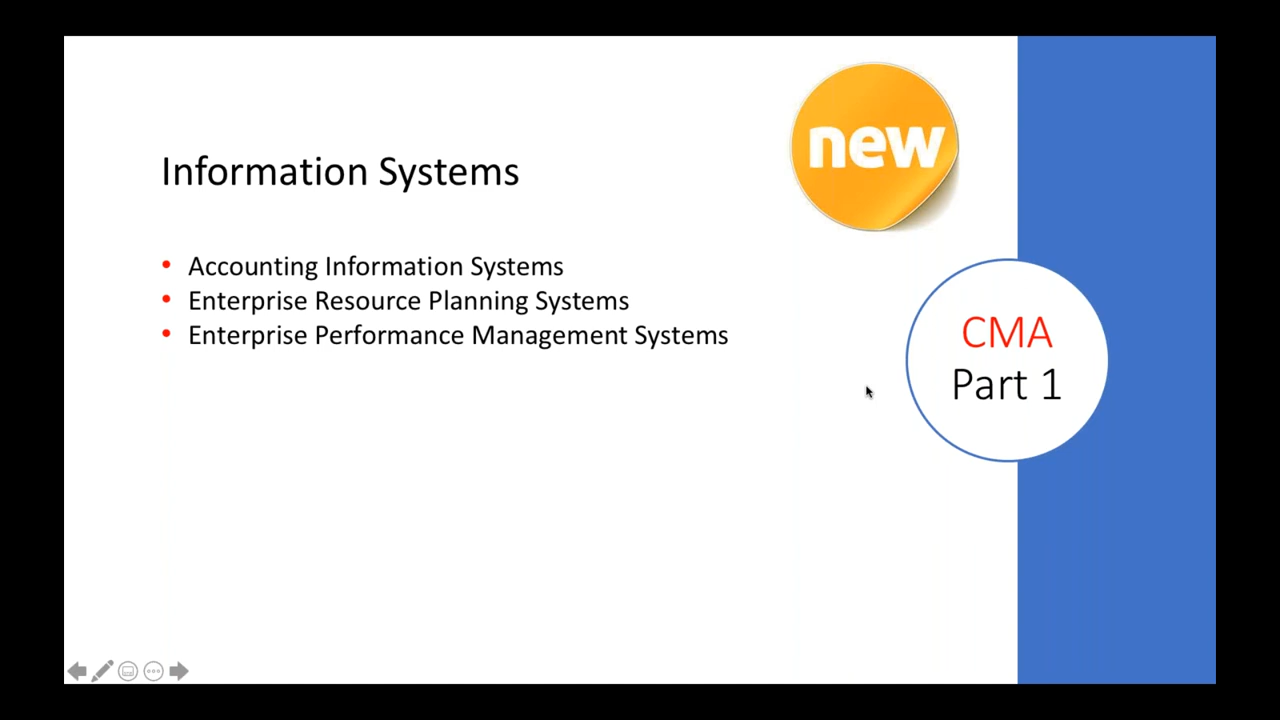 new
Information Systems
• Accounting Information Systems
• Enterprise Resource Planning Systems
• Enterprise Performance Management Systems
CMA
Part 1